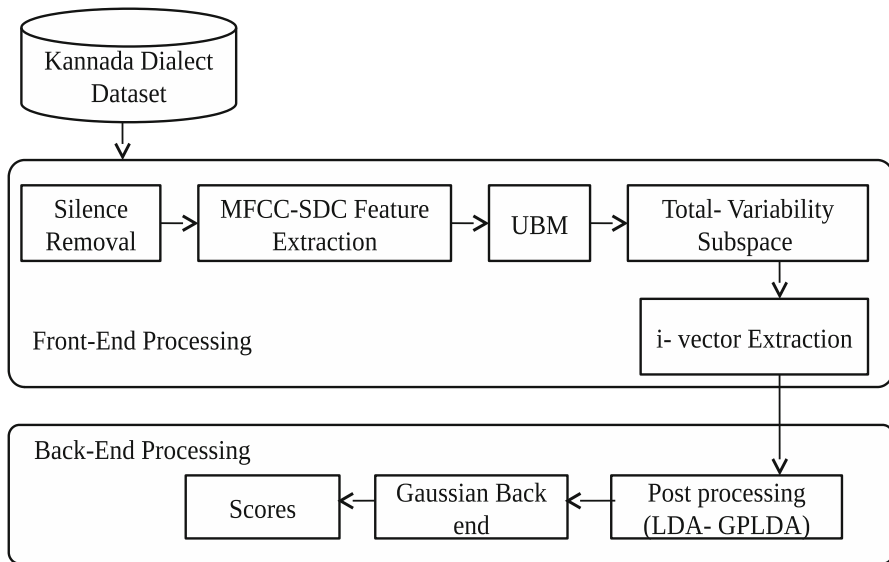 Kannada Dialect
Dataset
Silence
Removal
MFCC-SDC Feature
Extraction
UBM
Total- Variability
Subspace
i- vector Extraction
Front-End Processing
Back-End Processing
Post processing
(LDA- GPLDA)
Gaussian Back
end
Scores